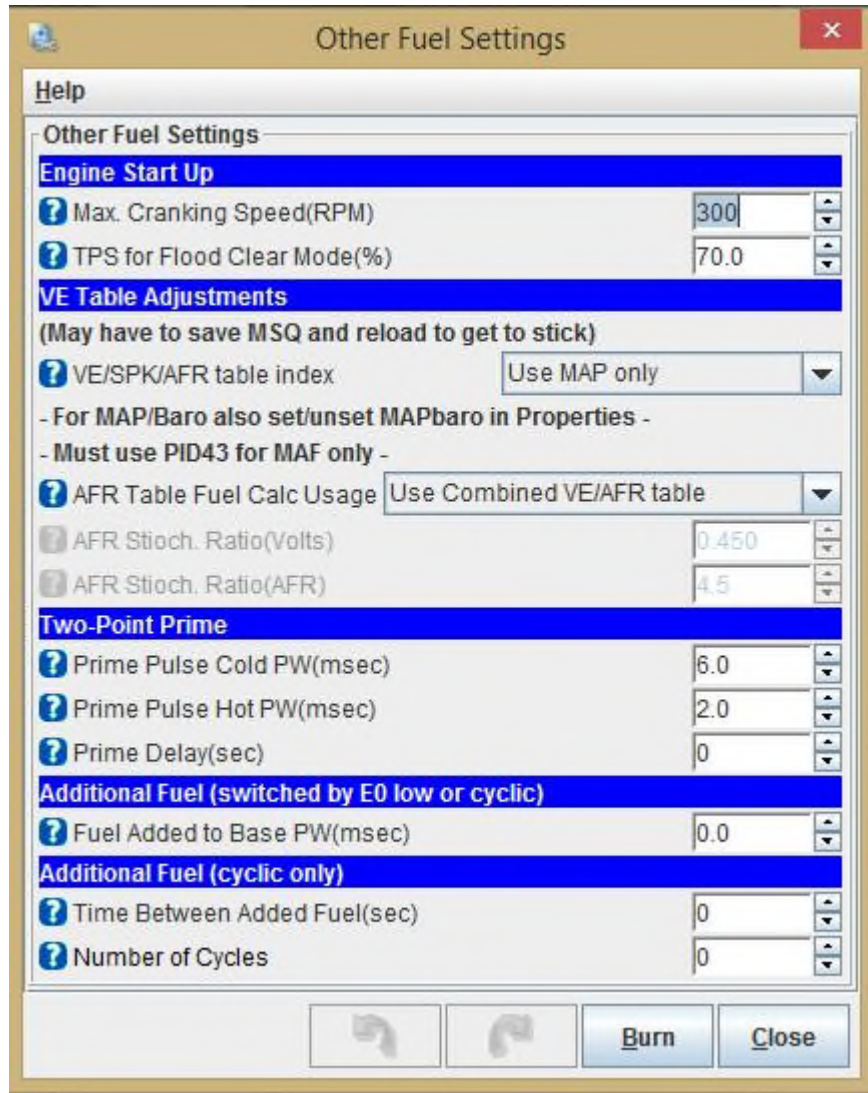 Other Fuel Settings
Help
Other Fuel Settings
Engine Start Up
Max. Cranking Speed(RPM) 300
TPS for Flood Clear Mode(%) 70.0
VE Table Adjustments
(May have to save MSQ and reload to get to stick)
VE/SPK/AFR table index Use MAP only
- For MAP/Baro also set/unset MAPbaro in Properties -
- Must use PID43 for MAF only -
AFR Table Fuel Calc Usage Use Combined VE/AFR table
AFR Stioch. Ratio(Volts) 0.450
AFR Stioch. Ratio(AFR) 4.5
Two-Point Prime
Prime Pulse Cold PW(msec) 6.0
Prime Pulse Hot PW(msec) 2.0
Prime Delay(sec) 0
Additional Fuel (switched by E0 low or cyclic)
Fuel Added to Base PW(msec) 0.0
Additional Fuel (cyclic only)
Time Between Added Fuel(sec) 0
Number of Cycles 0
Burn Close